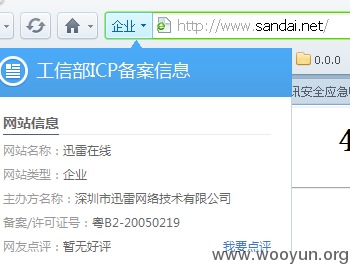 企业 http://www.sandai.net/
0.0.0
工信部ICP备案信息
讯安全应急
网站信息
4
网站名称：迅雷在线
网站类型：企业
主办方名称：深圳市迅雷网络技术有限公司
备案/许可证号：粤B2-20050219
网友点评：暂无好评 我要点评
www.wooyun.org